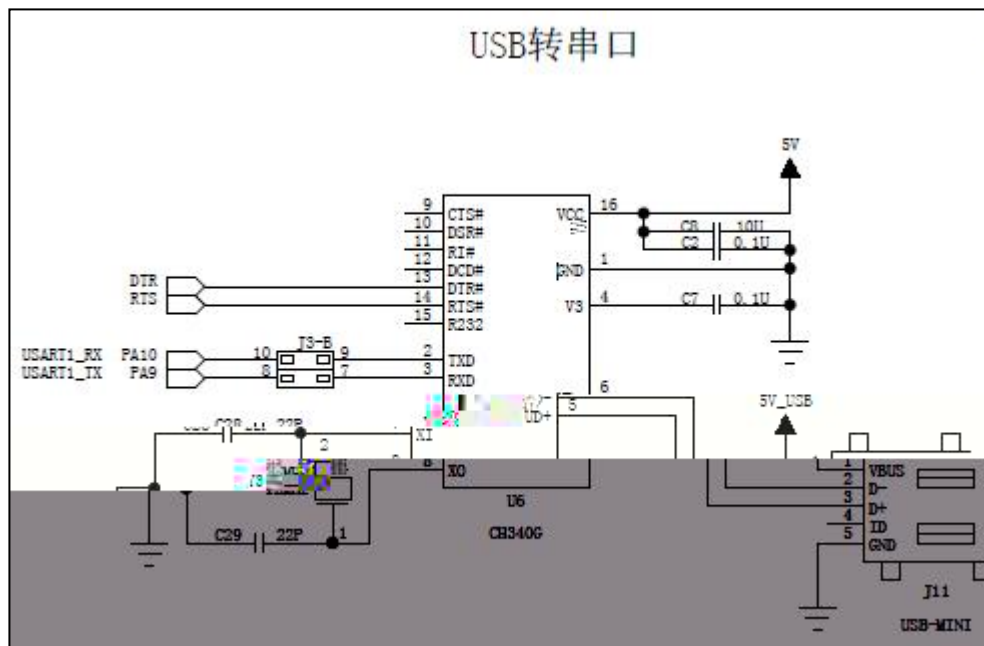 USB转串口
5V
9 CTS# VCC 16
10 DSR# C8 10U
11 RI# C2 0.1U
12 DCD# GND 1
DTR 13 DTR#
RTS 14 RTS# V3 4 C7 0.1U
15 R232
J3-B
USART1_RX PA10 10 9 2 TXD
USART1_TX PA9 8 7 3 RXD
6
UD+ 5 5V_USB
C28 22P XI
2
8 XO 1 VBUS
2 D-
U6 3 D+
C29 22P 1 CH340G 4 ID
5 GND
J11
USB-MINI